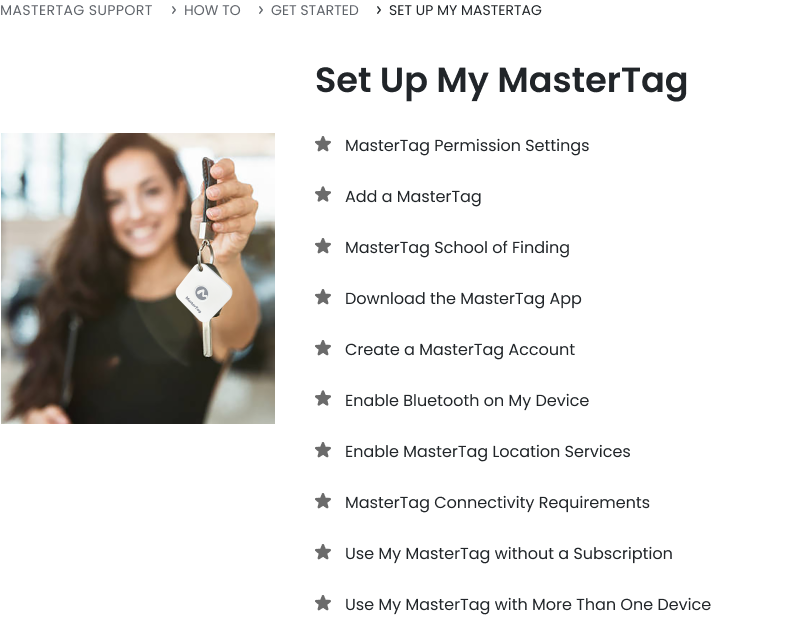 MASTERTAG SUPPORT › HOW TO › GET STARTED › SET UP MY MASTERTAG
Set Up My MasterTag
MasterTag Permission Settings
Add a MasterTag
MasterTag School of Finding
Download the MasterTag App
Create a MasterTag Account
Enable Bluetooth on My Device
Enable MasterTag Location Services
MasterTag Connectivity Requirements
Use My MasterTag without a Subscription
Use My MasterTag with More Than One Device
MasterTag